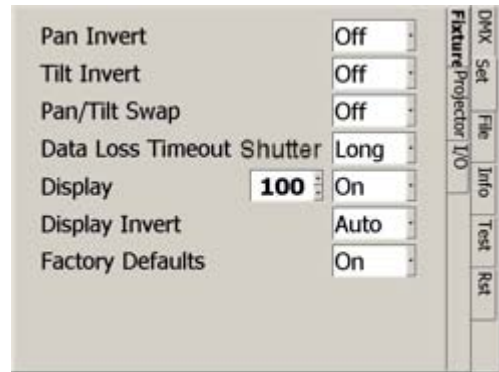 Pan Invert Off
Tilt Invert Off
Pan/Tilt Swap Off
Data Loss Timeout Shutter Long
Display 100 On
Display Invert Auto
Factory Defaults On
Fixture Projector I/O
DMX Set File Info Test Rst